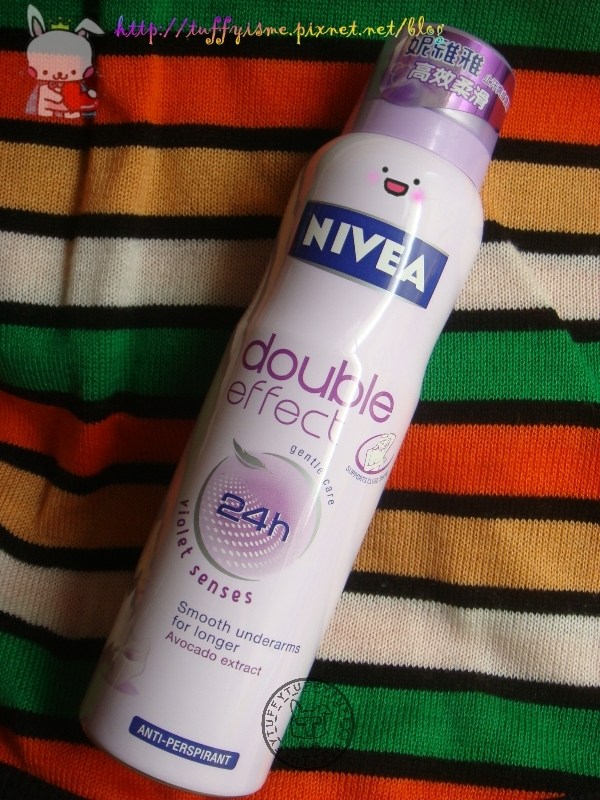 http://tuffyisme.pixnet.net/blog
妮維雅
高效柔滑
NIVEA
double
effect
gentle care
24h
violet senses
Smooth underarms
for longer
Avocado extract
ANTI-PERSPIRANT